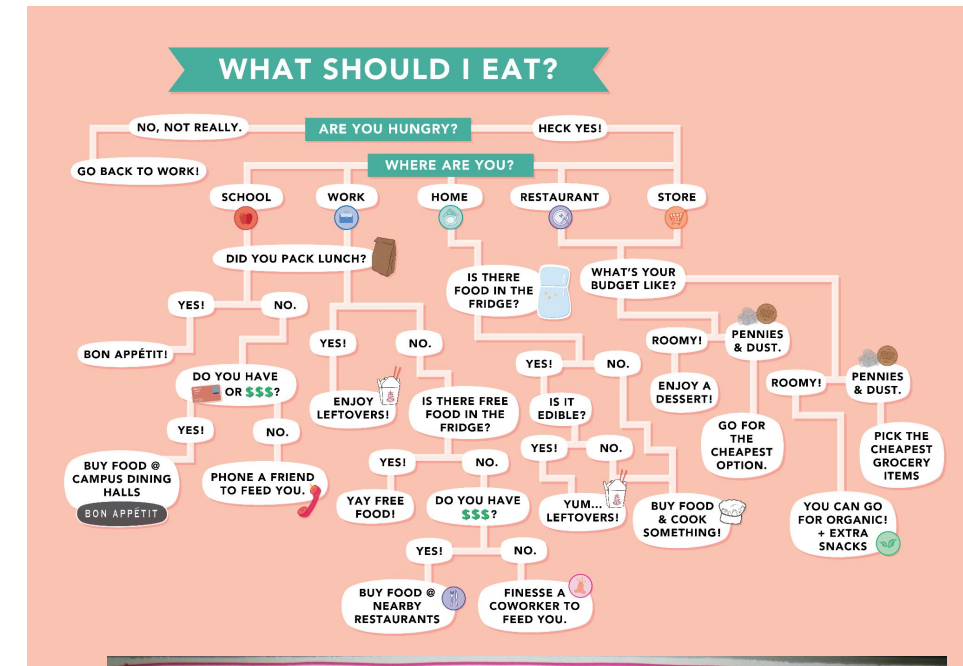 WHAT SHOULD I EAT?
NO, NOT REALLY.
ARE YOU HUNGRY?
HECK YES!
GO BACK TO WORK!
WHERE ARE YOU?
SCHOOL
WORK
HOME
RESTAURANT
STORE
DID YOU PACK LUNCH?
IS THERE
FOOD IN THE
FRIDGE?
WHAT'S YOUR
BUDGET LIKE?
YES!
NO.
BON APPÉTIT!
YES!
NO.
ROOMY!
PENNIES
& DUST.
DO YOU HAVE
OR $$$?
YES!
NO.
ROOMY!
PENNIES
& DUST.
ENJOY
LEFTOVERS!
IS THERE FREE
FOOD IN THE
FRIDGE?
IS IT
EDIBLE?
ENJOY A
DESSERT!
YES!
NO.
GO FOR
THE
CHEAPEST
OPTION.
PICK THE
CHEAPEST
GROCERY
ITEMS
BUY FOOD @
CAMPUS DINING
HALLS
BON APPÉTIT
PHONE A FRIEND
TO FEED YOU.
YES!
NO.
YES!
NO.
YAY FREE
FOOD!
DO YOU HAVE
$$$?
YUM...
LEFTOVERS!
BUY FOOD
& COOK
SOMETHING!
YOU CAN GO
FOR ORGANIC!
+ EXTRA
SNACKS
YES!
NO.
BUY FOOD @
NEARBY
RESTAURANTS
FINESSE A
COWORKER TO
FEED YOU.